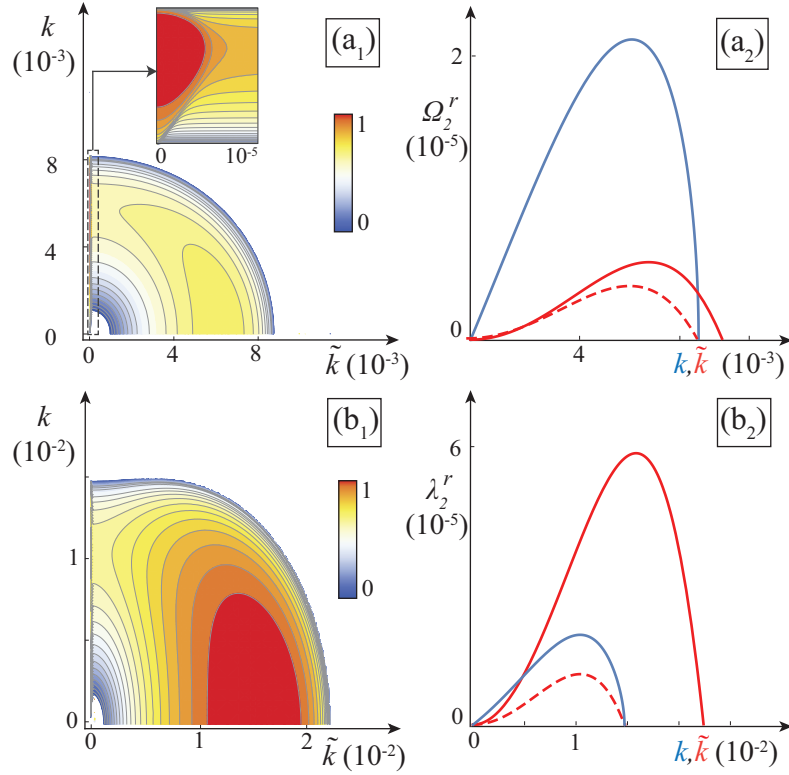 k
(10⁻³)
0
10⁻⁵
(a₁)
1
0
8
4
0
0
4
8
k̃ (10⁻³)
(a₂)
2
Ω₂ʳ
(10⁻⁵)
0
4
k, k̃ (10⁻³)
k
(10⁻²)
(b₁)
1
0
1
0
0
1
2
k̃ (10⁻²)
(b₂)
6
λ₂ʳ
(10⁻⁵)
0
0
1
k, k̃ (10⁻²)